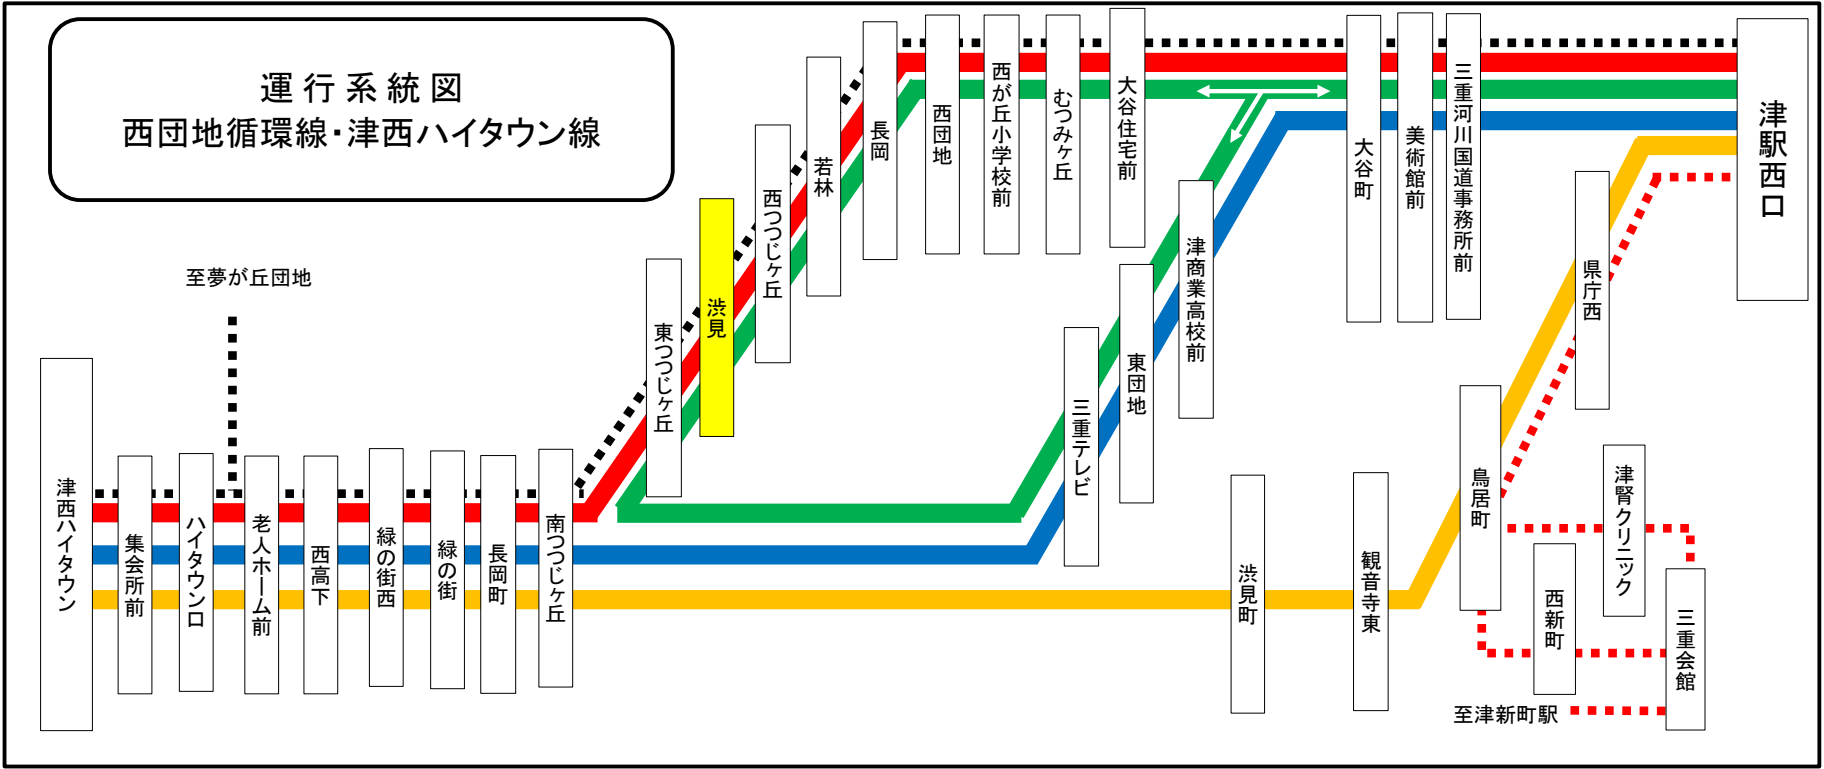 運行系統図
西団地循環線・津西ハイタウン線
至夢が丘団地
津西ハイタウン
集会所前
ハイタウン口
老人ホーム前
西高下
緑の街西
緑の街
長岡町
南つつじヶ丘
東つつじヶ丘
渋見
西つつじヶ丘
若林
長岡
西団地
西が丘小学校前
むつみヶ丘
大谷住宅前
三重テレビ
東団地
津商業高校前
大谷町
美術館前
三重河川国道事務所前
津駅西口
渋見町
観音寺東
鳥居町
県庁西
西新町
津腎クリニック
三重会館
至津新町駅